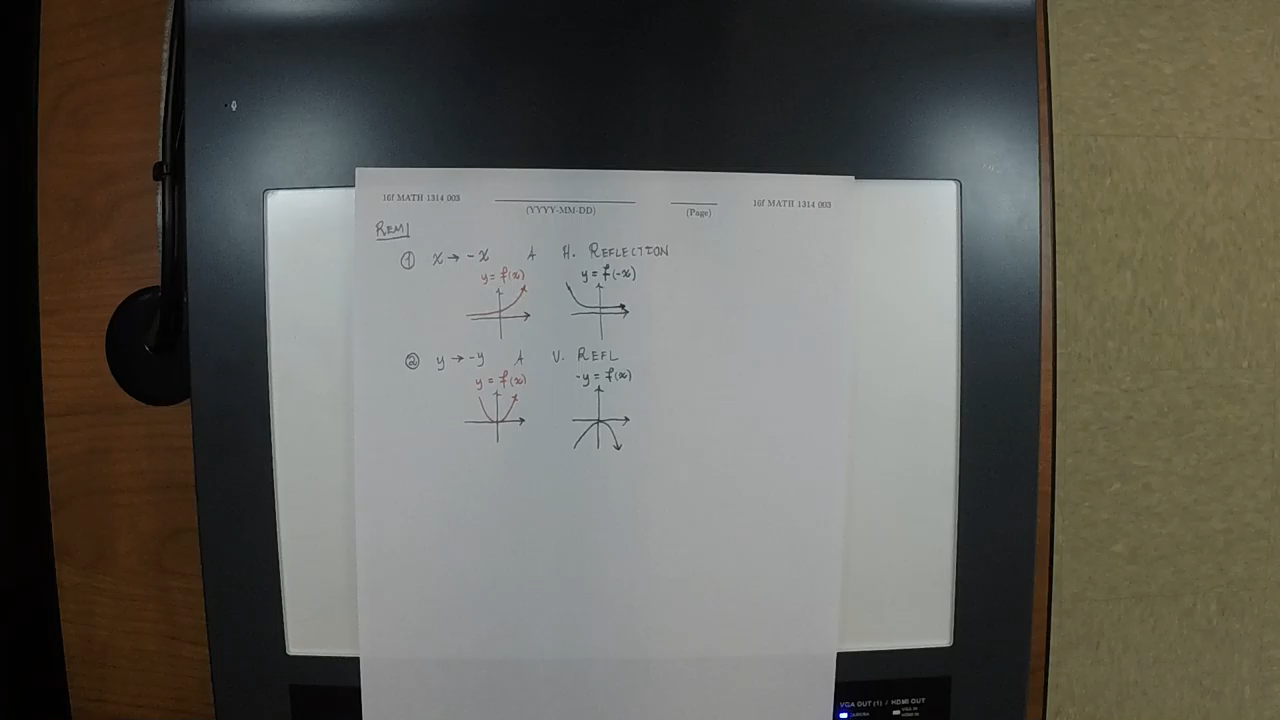 16f MATH 1314 003 (YYYY-MM-DD) (Page) 16f MATH 1314 003
REM
① x → -x A H. REFLECTION
y = f(x) y = f(-x)
② y → -y A V. REFL
y = f(x) -y = f(x)
VGA OUT (1) / HDMI OUT